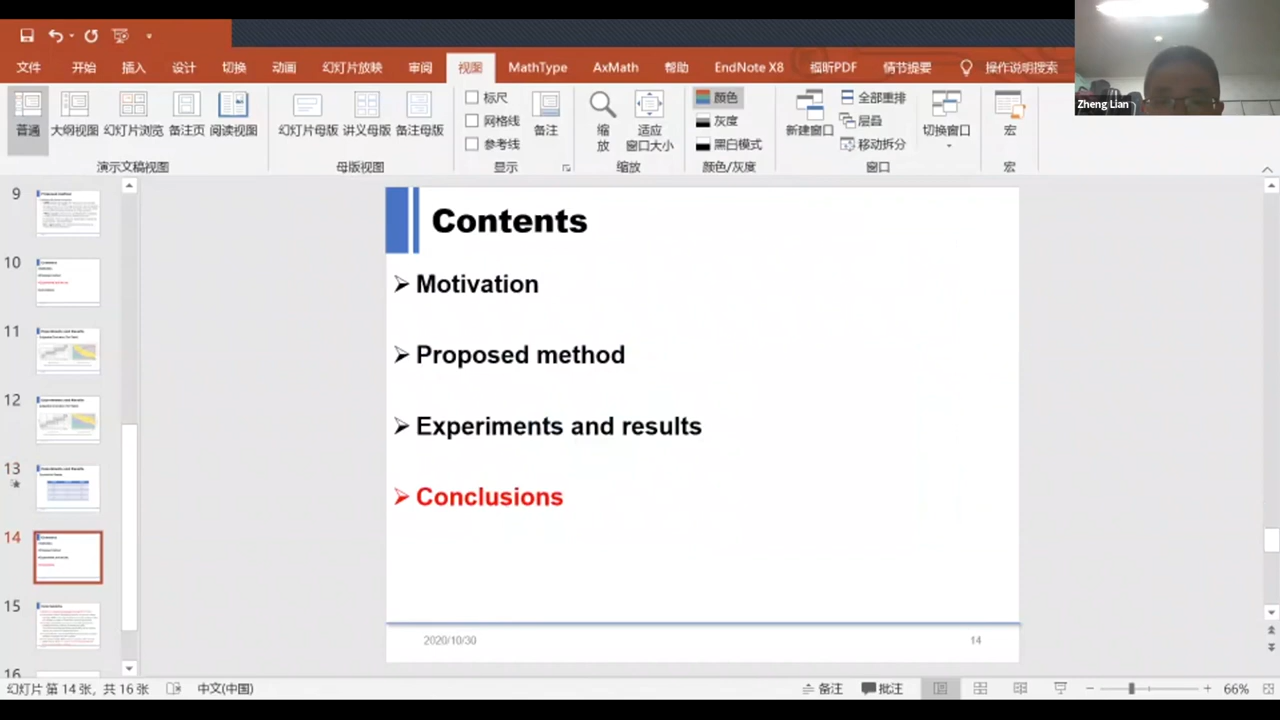 文件 开始 插入 设计 切换 动画 幻灯片放映 审阅 视图 MathType AxMath 帮助 EndNote X8 福昕PDF 情节提要 操作说明搜索
Zheng Lian
普通 大纲视图 幻灯片浏览 备注页 阅读视图
演示文稿视图
幻灯片母版 讲义母版 备注母版
母版视图
标尺
网格线
参考线
备注
显示
缩放
适应窗口大小
缩放
颜色
灰度
黑白模式
颜色/灰度
新建窗口
全部重排
层叠
移动拆分
切换窗口
窗口
宏
宏
9
10
11
12
13
14
15
16
Contents
Motivation
Proposed method
Experiments and results
Conclusions
2020/10/30
14
幻灯片 第 14 张，共 16 张 中文(中国) 备注 批注 66%